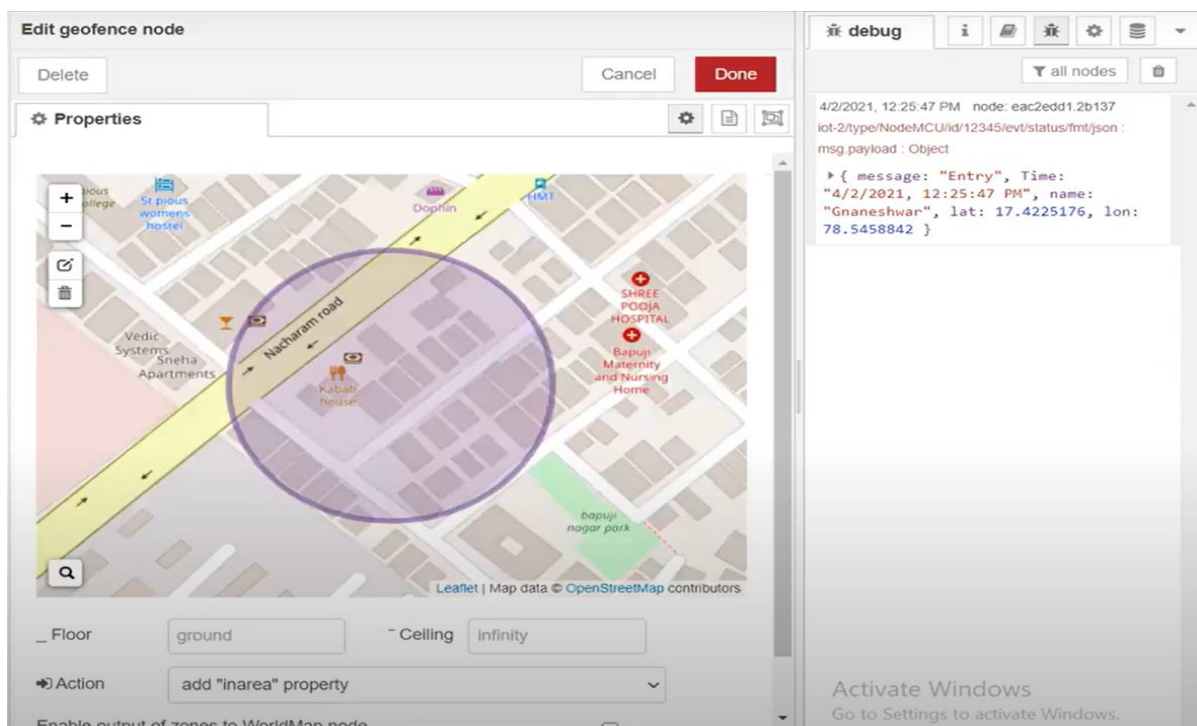 Edit geofence node
Delete
Cancel
Done
Properties
+
−
pious
college
St pious
womens
hostel
Dophin
HMT
Nacharam road
SHREE
POOJA
HOSPITAL
Bapuji
Maternity
and Nursing
Home
Vedic
Systems
Sneha
Apartments
Kabab
house
bapuji
nagar park
Leaflet | Map data © OpenStreetMap contributors
Floor
ground
Ceiling
infinity
Action
add "inarea" property
Enable output of zones to WorldMap node
debug
i
all nodes
4/2/2021, 12:25:47 PM node: eac2edd1.2b137
iot-2/type/NodeMCU/id/12345/evt/status/fmt/json :
msg.payload : Object
{ message: "Entry", Time:
"4/2/2021, 12:25:47 PM", name:
"Gnaneshwar", lat: 17.4225176, lon:
78.5458842 }
Activate Windows
Go to Settings to activate Windows.